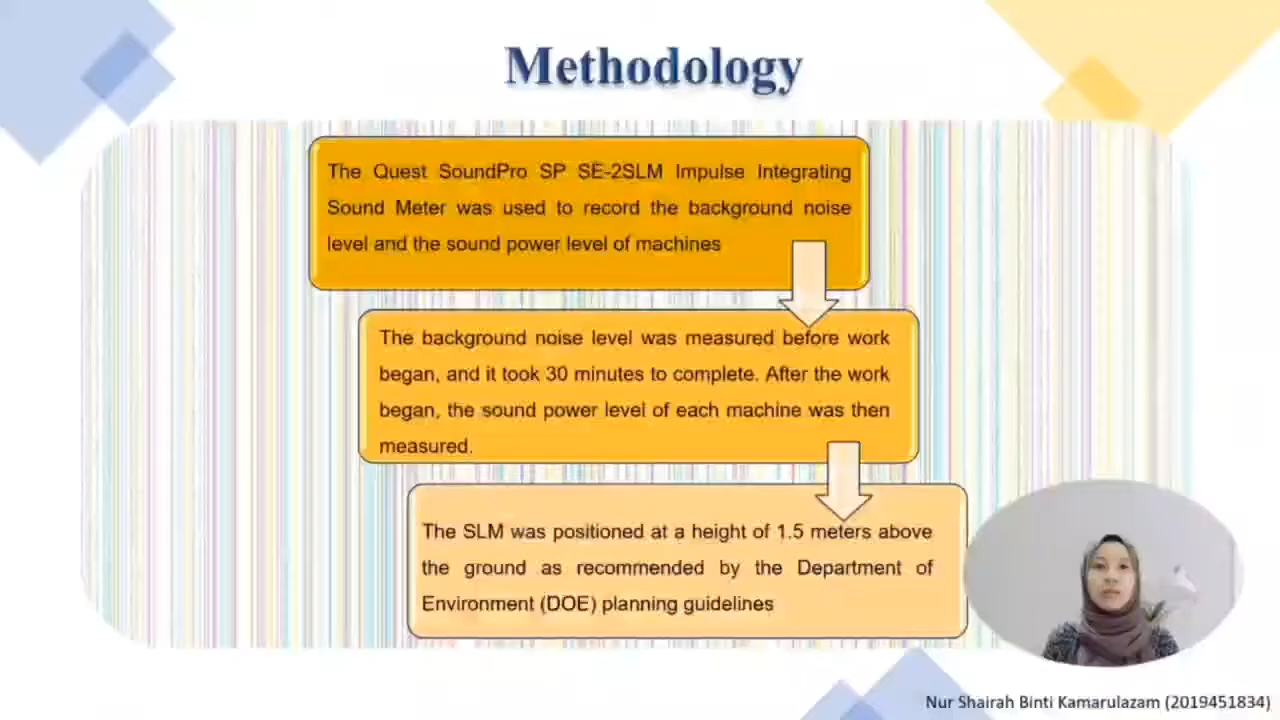 Methodology
The Quest SoundPro SP SE-2SLM Impulse Integrating
Sound Meter was used to record the background noise
level and the sound power level of machines
The background noise level was measured before work
began, and it took 30 minutes to complete. After the work
began, the sound power level of each machine was then
measured.
The SLM was positioned at a height of 1.5 meters above
the ground as recommended by the Department of
Environment (DOE) planning guidelines
Nur Shairah Binti Kamarulazam (2019451834)